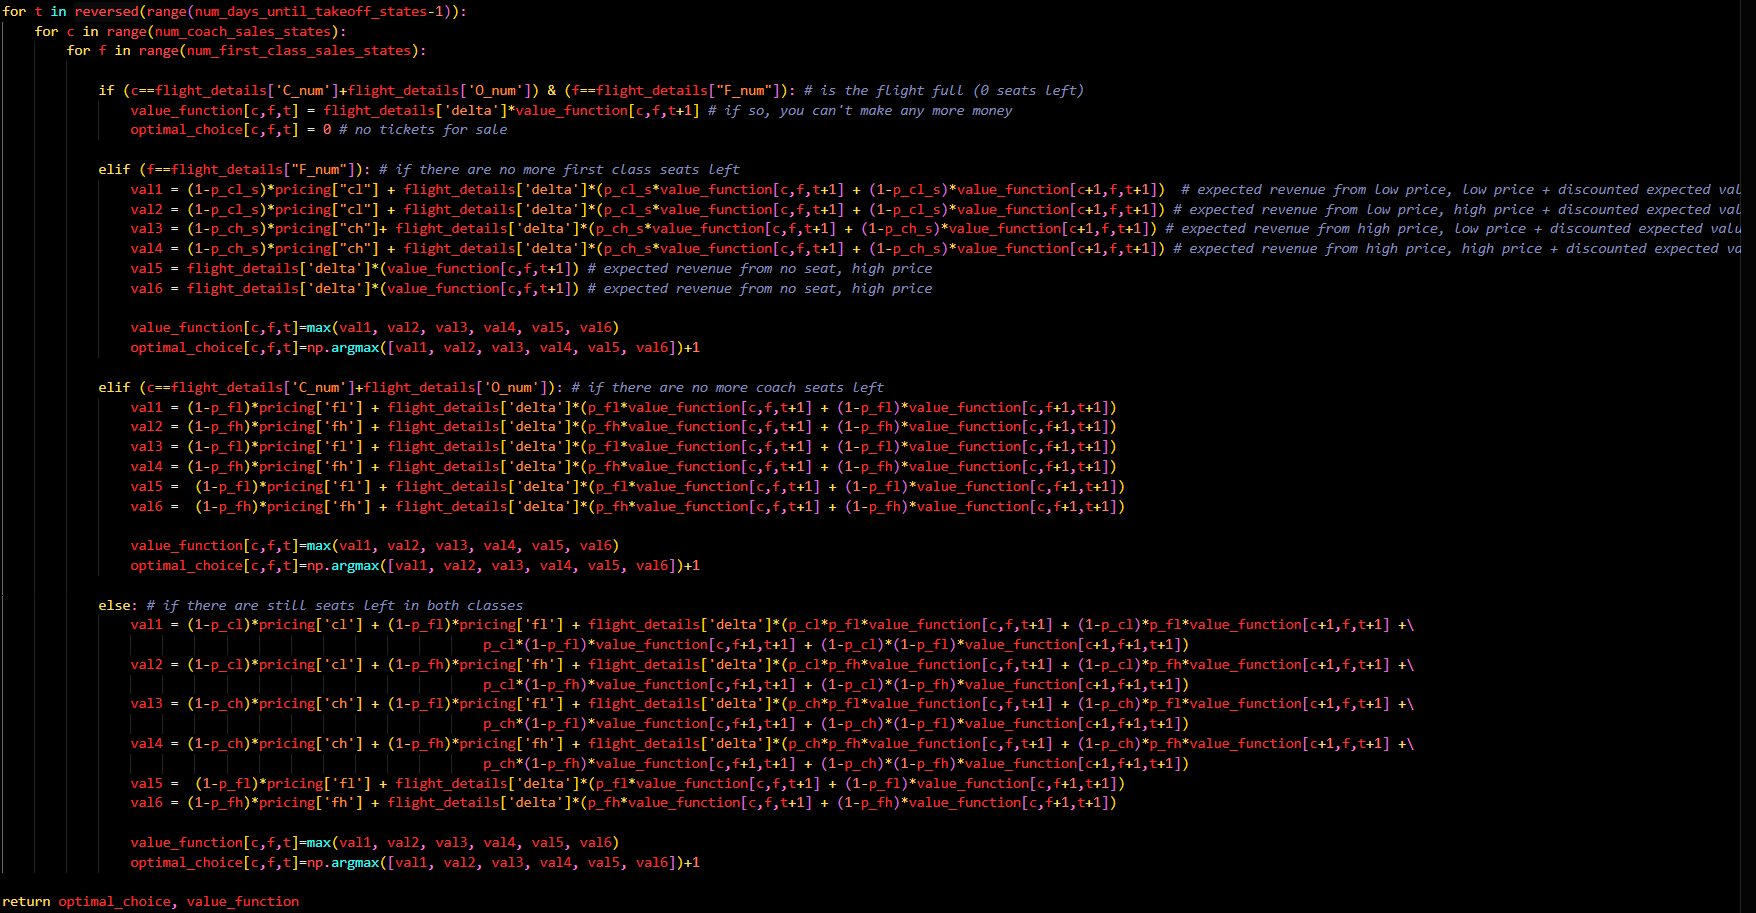 for t in reversed(range(num_days_until_takeoff_states-1)):
for c in range(num_coach_sales_states):
for f in range(num_first_class_sales_states):
if (c==flight_details['C_num']+flight_details['O_num']) & (f==flight_details["F_num"]): # is the flight full (0 seats left)
value_function[c,f,t] = flight_details['delta']*value_function[c,f,t+1] # if so, you can't make any more money
optimal_choice[c,f,t] = 0 # no tickets for sale
elif (f==flight_details["F_num"]): # if there are no more first class seats left
val1 = (1-p_cl_s)*pricing["cl"] + flight_details['delta']*(p_cl_s*value_function[c,f,t+1] + (1-p_cl_s)*value_function[c+1,f,t+1])  # expected revenue from low price, low price + discounted expected val
val2 = (1-p_cl_s)*pricing["cl"] + flight_details['delta']*(p_cl_s*value_function[c,f,t+1] + (1-p_cl_s)*value_function[c+1,f,t+1]) # expected revenue from low price, high price + discounted expected val
val3 = (1-p_ch_s)*pricing["ch"]+ flight_details['delta']*(p_ch_s*value_function[c,f,t+1] + (1-p_ch_s)*value_function[c+1,f,t+1]) # expected revenue from high price, low price + discounted expected valu
val4 = (1-p_ch_s)*pricing["ch"] + flight_details['delta']*(p_ch_s*value_function[c,f,t+1] + (1-p_ch_s)*value_function[c+1,f,t+1]) # expected revenue from high price, high price + discounted expected va
val5 = flight_details['delta']*(value_function[c,f,t+1]) # expected revenue from no seat, high price
val6 = flight_details['delta']*(value_function[c,f,t+1]) # expected revenue from no seat, high price
value_function[c,f,t]=max(val1, val2, val3, val4, val5, val6)
optimal_choice[c,f,t]=np.argmax([val1, val2, val3, val4, val5, val6])+1
elif (c==flight_details['C_num']+flight_details['O_num']): # if there are no more coach seats left
val1 = (1-p_fl)*pricing['fl'] + flight_details['delta']*(p_fl*value_function[c,f,t+1] + (1-p_fl)*value_function[c,f+1,t+1])
val2 = (1-p_fh)*pricing['fh'] + flight_details['delta']*(p_fh*value_function[c,f,t+1] + (1-p_fh)*value_function[c,f+1,t+1])
val3 = (1-p_fl)*pricing['fl'] + flight_details['delta']*(p_fl*value_function[c,f,t+1] + (1-p_fl)*value_function[c,f+1,t+1])
val4 = (1-p_fh)*pricing['fh'] + flight_details['delta']*(p_fh*value_function[c,f,t+1] + (1-p_fh)*value_function[c,f+1,t+1])
val5 =  (1-p_fl)*pricing['fl'] + flight_details['delta']*(p_fl*value_function[c,f,t+1] + (1-p_fl)*value_function[c,f+1,t+1])
val6 =  (1-p_fh)*pricing['fh'] + flight_details['delta']*(p_fh*value_function[c,f,t+1] + (1-p_fh)*value_function[c,f+1,t+1])
value_function[c,f,t]=max(val1, val2, val3, val4, val5, val6)
optimal_choice[c,f,t]=np.argmax([val1, val2, val3, val4, val5, val6])+1
else: # if there are still seats left in both classes
val1 = (1-p_cl)*pricing['cl'] + (1-p_fl)*pricing['fl'] + flight_details['delta']*(p_cl*p_fl*value_function[c,f,t+1] + (1-p_cl)*p_fl*value_function[c+1,f,t+1] +\
p_cl*(1-p_fl)*value_function[c,f+1,t+1] + (1-p_cl)*(1-p_fl)*value_function[c+1,f+1,t+1])
val2 = (1-p_cl)*pricing['cl'] + (1-p_fh)*pricing['fh'] + flight_details['delta']*(p_cl*p_fh*value_function[c,f,t+1] + (1-p_cl)*p_fh*value_function[c+1,f,t+1] +\
p_cl*(1-p_fh)*value_function[c,f+1,t+1] + (1-p_cl)*(1-p_fh)*value_function[c+1,f+1,t+1])
val3 = (1-p_ch)*pricing['ch'] + (1-p_fl)*pricing['fl'] + flight_details['delta']*(p_ch*p_fl*value_function[c,f,t+1] + (1-p_ch)*p_fl*value_function[c+1,f,t+1] +\
p_ch*(1-p_fl)*value_function[c,f+1,t+1] + (1-p_ch)*(1-p_fl)*value_function[c+1,f+1,t+1])
val4 = (1-p_ch)*pricing['ch'] + (1-p_fh)*pricing['fh'] + flight_details['delta']*(p_ch*p_fh*value_function[c,f,t+1] + (1-p_ch)*p_fh*value_function[c+1,f,t+1] +\
p_ch*(1-p_fh)*value_function[c,f+1,t+1] + (1-p_ch)*(1-p_fh)*value_function[c+1,f+1,t+1])
val5 =  (1-p_fl)*pricing['fl'] + flight_details['delta']*(p_fl*value_function[c,f,t+1] + (1-p_fl)*value_function[c,f+1,t+1])
val6 = (1-p_fh)*pricing['fh'] + flight_details['delta']*(p_fh*value_function[c,f,t+1] + (1-p_fh)*value_function[c,f+1,t+1])
value_function[c,f,t]=max(val1, val2, val3, val4, val5, val6)
optimal_choice[c,f,t]=np.argmax([val1, val2, val3, val4, val5, val6])+1
return optimal_choice, value_function